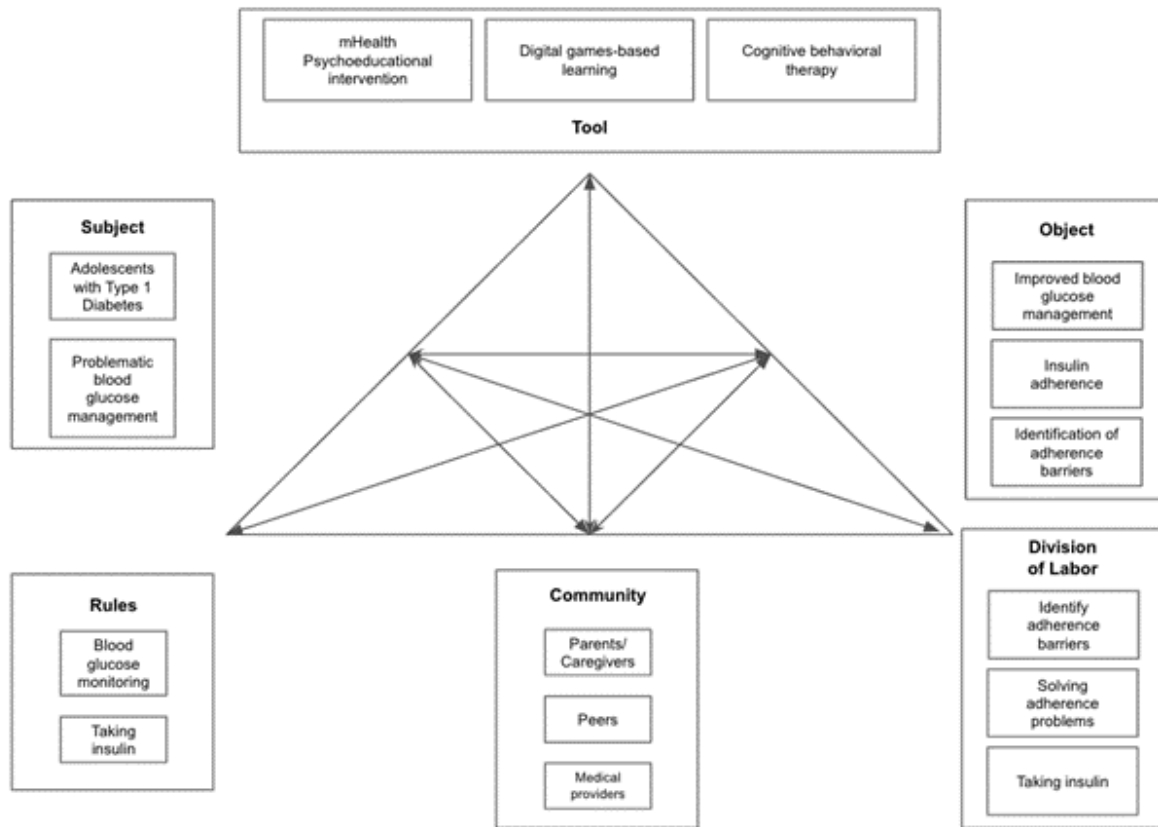 mHealth
Psychoeducational
intervention
Digital games-based
learning
Cognitive behavioral
therapy
Tool
Subject
Adolescents
with Type 1
Diabetes
Problematic
blood
glucose
management
Object
Improved blood
glucose
management
Insulin
adherence
Identification of
adherence
barriers
Rules
Blood
glucose
monitoring
Taking
insulin
Community
Parents/
Caregivers
Peers
Medical
providers
Division
of Labor
Identify
adherence
barriers
Solving
adherence
problems
Taking insulin